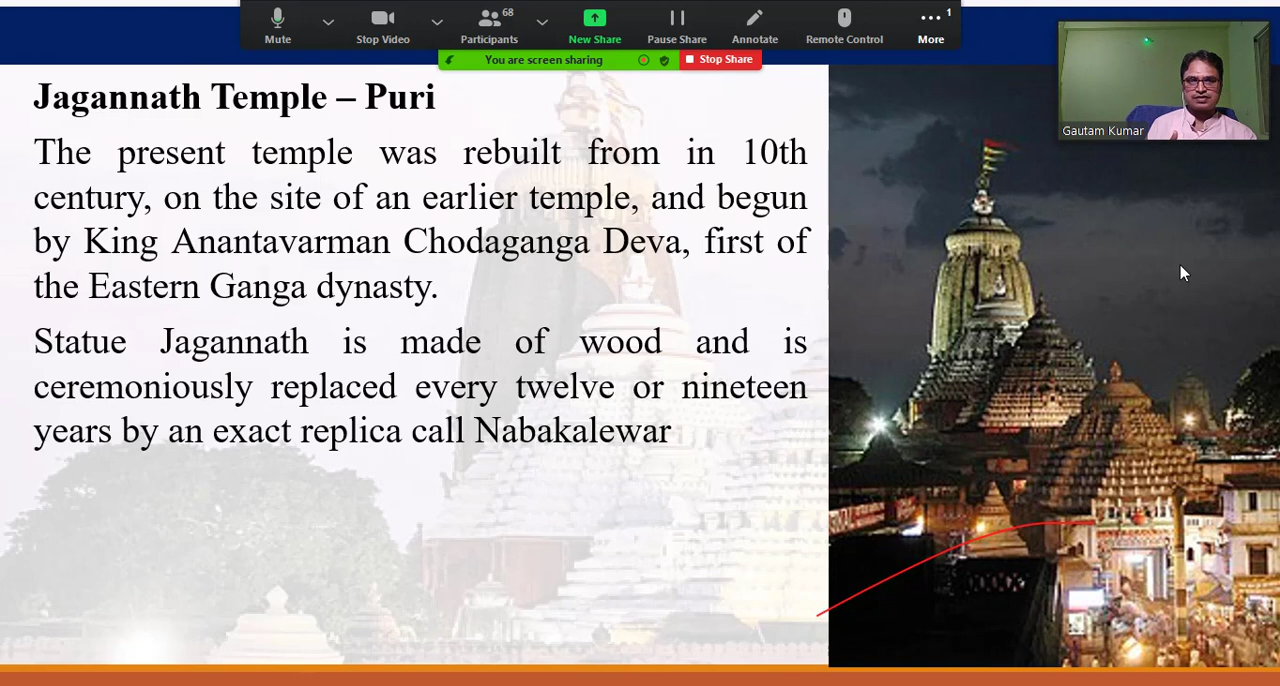 68
1
Mute
Stop Video
Participants
New Share
Pause Share
Annotate
Remote Control
More
You are screen sharing
Stop Share
Gautam Kumar
Jagannath Temple – Puri
The present temple was rebuilt from in 10th
century, on the site of an earlier temple, and begun
by King Anantavarman Chodaganga Deva, first of
the Eastern Ganga dynasty.
Statue Jagannath is made of wood and is
ceremoniously replaced every twelve or nineteen
years by an exact replica call Nabakalewar